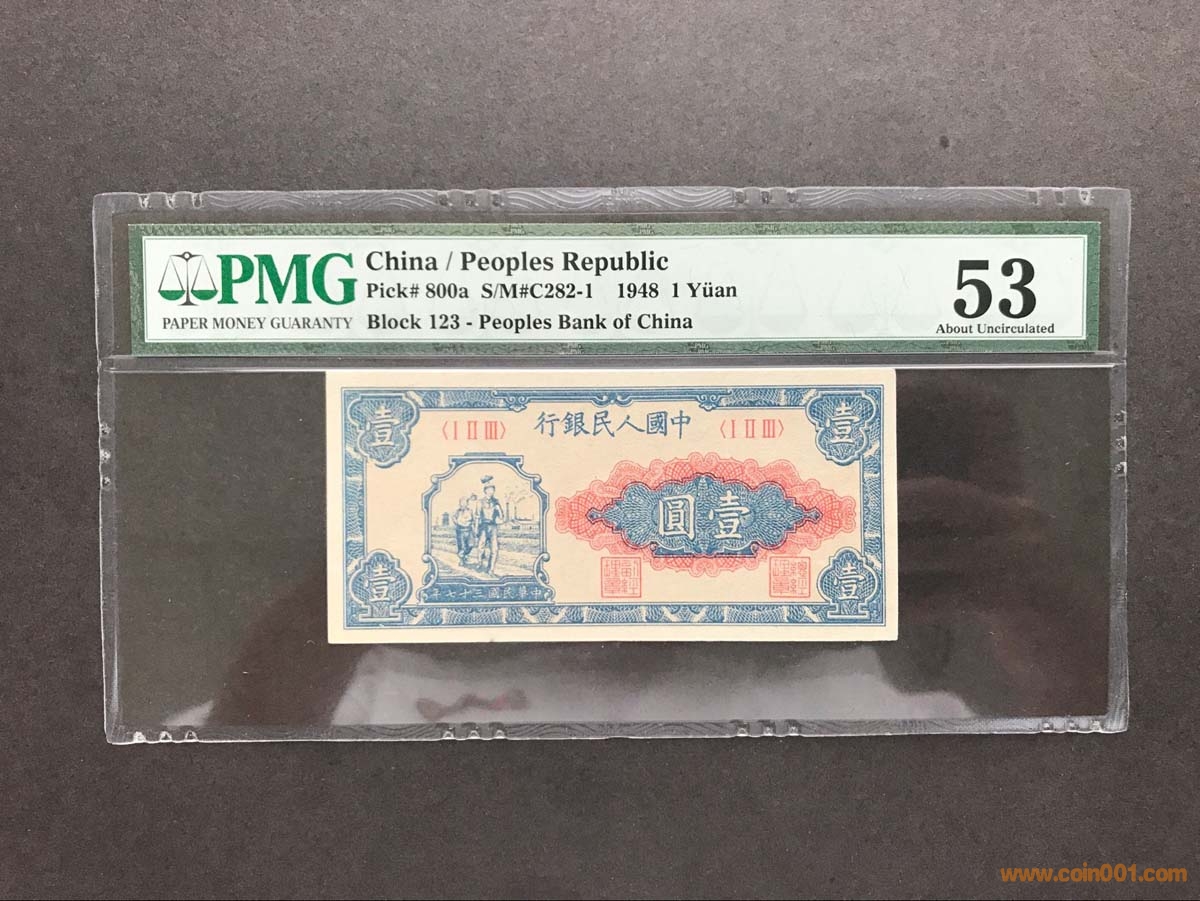 PMG
PAPER MONEY GUARANTY
China / Peoples Republic
Pick# 800a S/M#C282-1 1948 1 Yüan
Block 123 - Peoples Bank of China
53
About Uncirculated
壹
壹
〈I II III〉
行銀民人國中
〈I II III〉
圓壹
壹
壹
年七十三國民華中
www.coin001.com